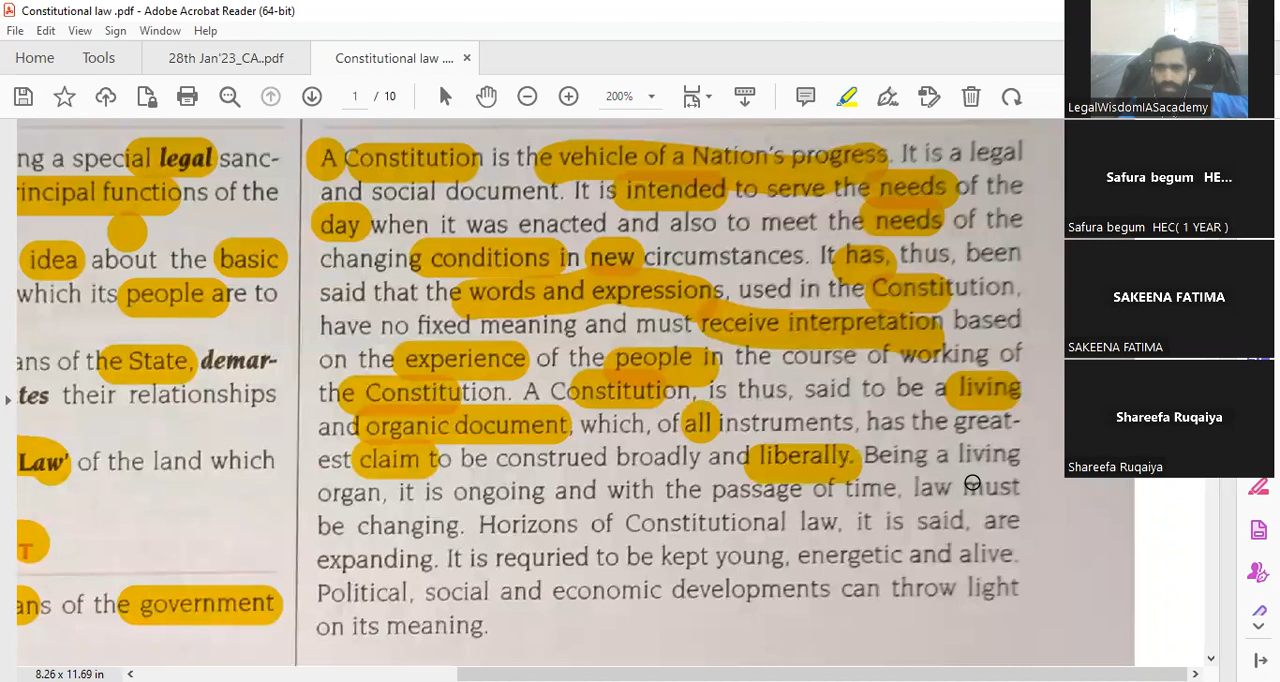 Constitutional law .pdf - Adobe Acrobat Reader (64-bit)
File Edit View Sign Window Help
Home Tools 28th Jan'23_CA..pdf Constitutional law .... ×
1 / 10 200%
ng a special legal sanc-
rincipal functions of the
idea about the basic
which its people are to
ans of the State, demar-
tes their relationships
Law' of the land which
T
ans of the government
A Constitution is the vehicle of a Nation's progress. It is a legal
and social document. It is intended to serve the needs of the
day when it was enacted and also to meet the needs of the
changing conditions in new circumstances. It has, thus, been
said that the words and expressions, used in the Constitution,
have no fixed meaning and must receive interpretation based
on the experience of the people in the course of working of
the Constitution. A Constitution, is thus, said to be a living
and organic document, which, of all instruments, has the great-
est claim to be construed broadly and liberally. Being a living
organ, it is ongoing and with the passage of time, law must
be changing. Horizons of Constitutional law, it is said, are
expanding. It is requried to be kept young, energetic and alive.
Political, social and economic developments can throw light
on its meaning.
8.26 x 11.69 in
LegalWisdomIASacademy
Safura begum HE...
Safura begum HEC( 1 YEAR )
SAKEENA FATIMA
SAKEENA FATIMA
Shareefa Ruqaiya
Shareefa Ruqaiya